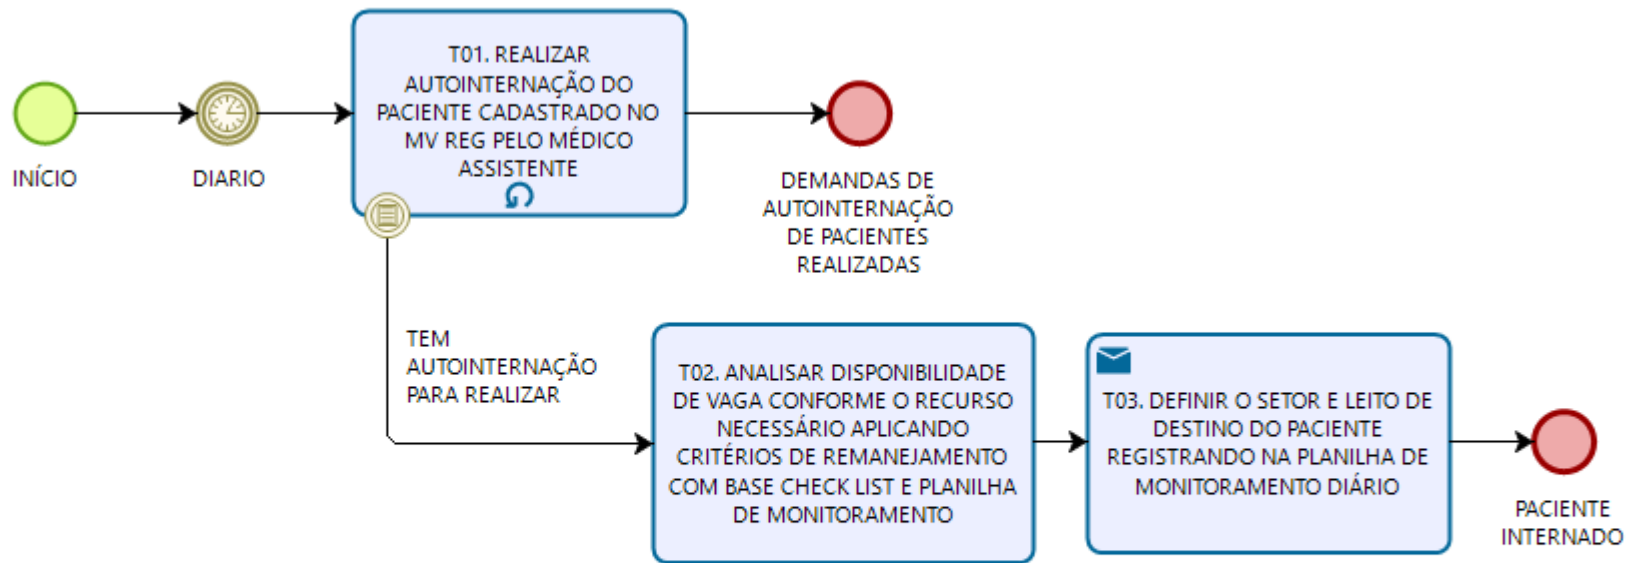 INÍCIO
DIARIO
T01. REALIZAR
AUTOINTERNAÇÃO DO
PACIENTE CADASTRADO NO
MV REG PELO MÉDICO
ASSISTENTE
DEMANDAS DE
AUTOINTERNAÇÃO
DE PACIENTES
REALIZADAS
TEM
AUTOINTERNAÇÃO
PARA REALIZAR
T02. ANALISAR DISPONIBILIDADE
DE VAGA CONFORME O RECURSO
NECESSÁRIO APLICANDO
CRITÉRIOS DE REMANEJAMENTO
COM BASE CHECK LIST E PLANILHA
DE MONITORAMENTO
T03. DEFINIR O SETOR E LEITO DE
DESTINO DO PACIENTE
REGISTRANDO NA PLANILHA DE
MONITORAMENTO DIÁRIO
PACIENTE
INTERNADO